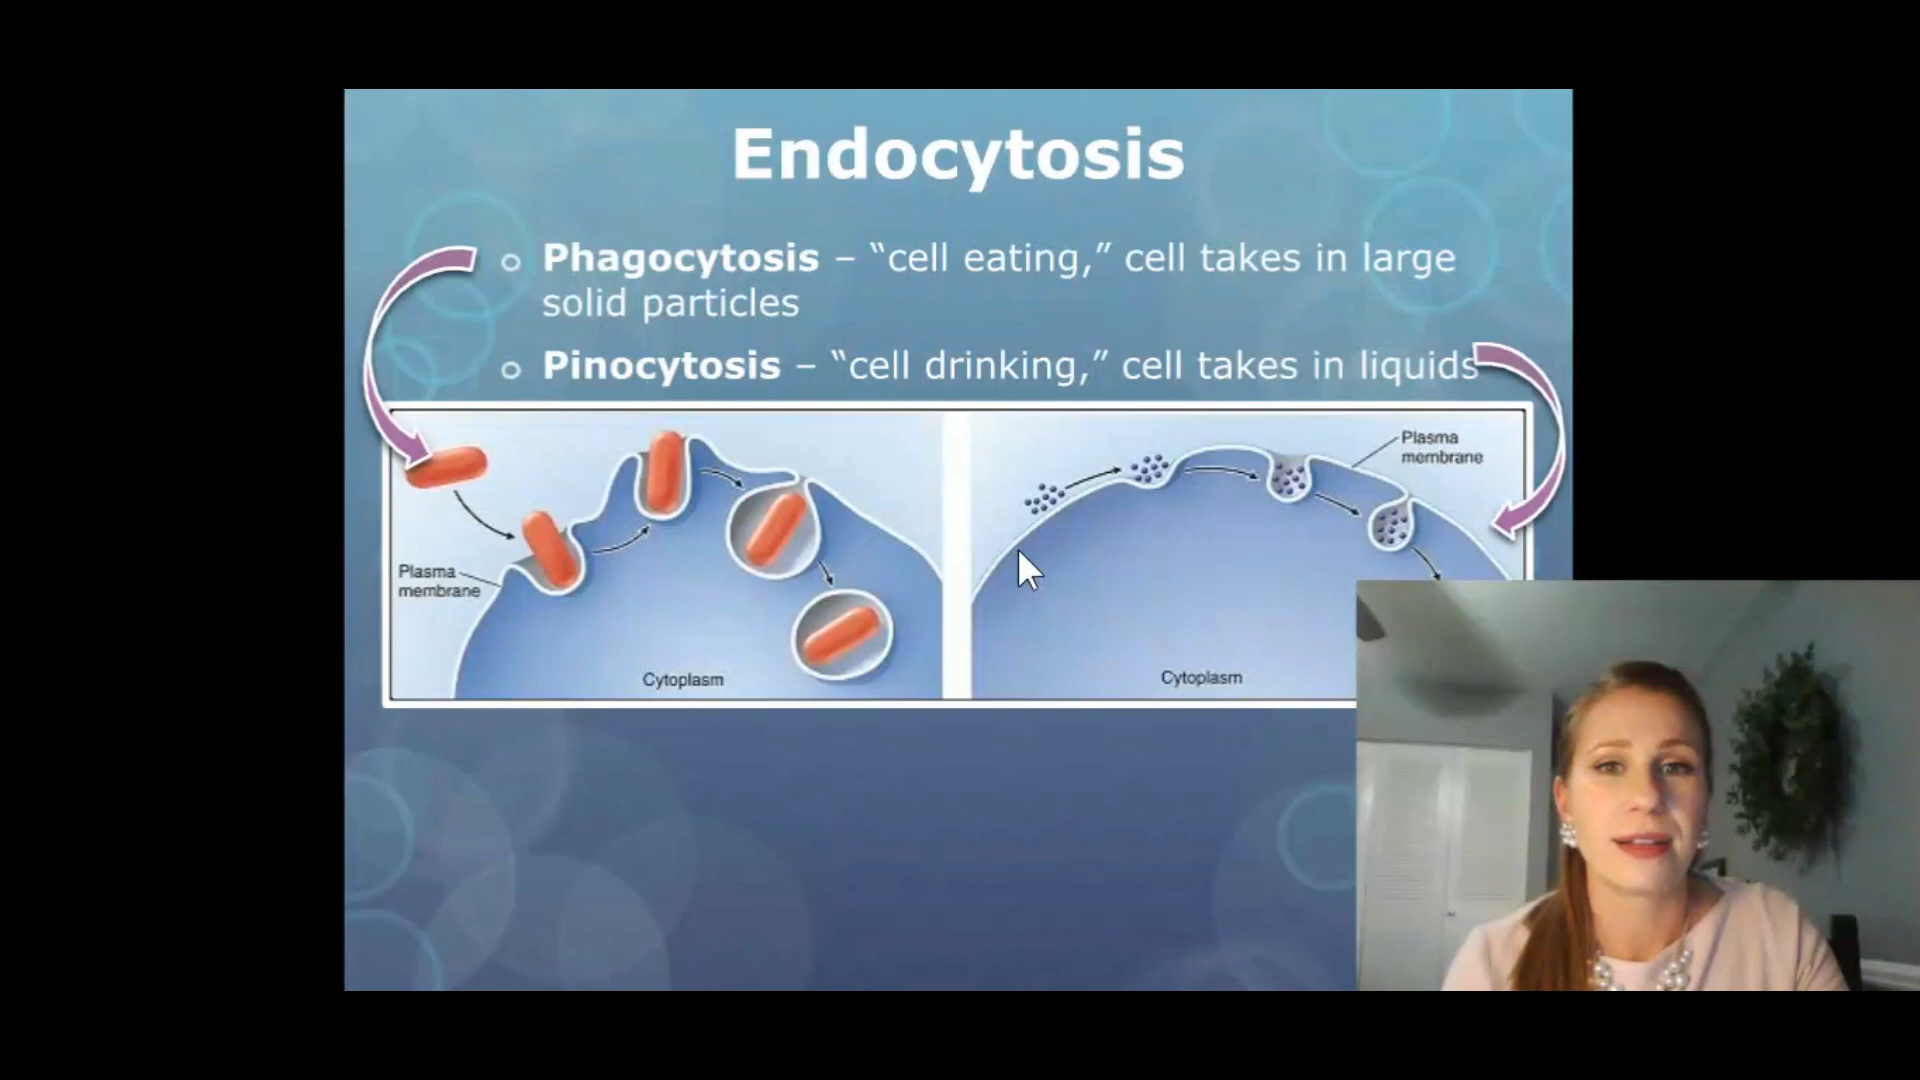 Endocytosis
○ Phagocytosis – “cell eating,” cell takes in large
solid particles
○ Pinocytosis – “cell drinking,” cell takes in liquids
Plasma
membrane
Cytoplasm
Plasma
membrane
Cytoplasm